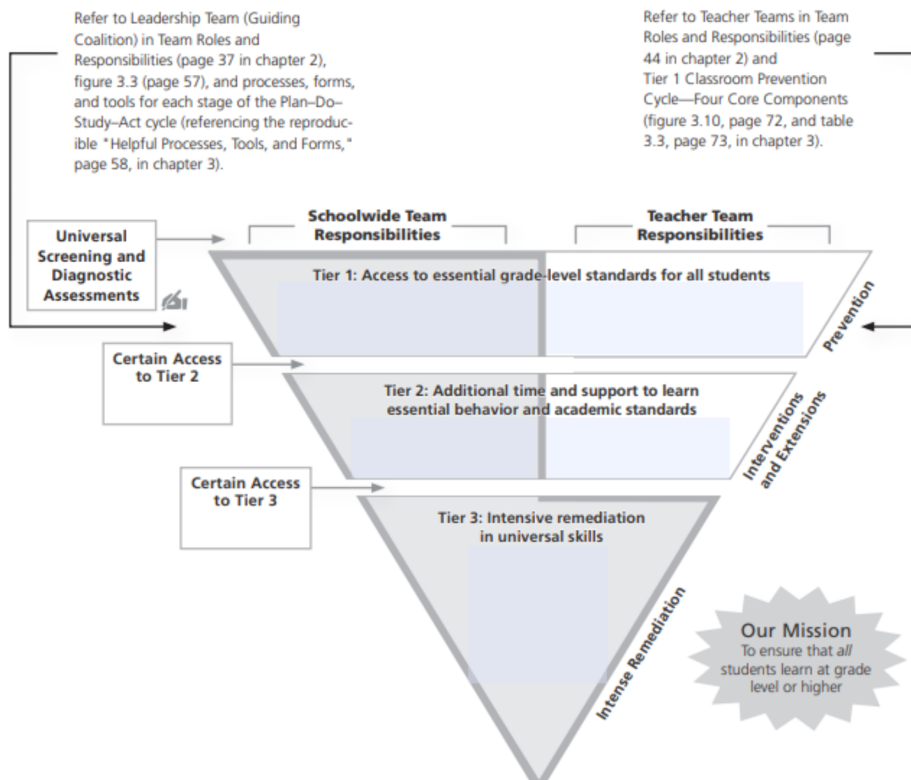 Refer to Leadership Team (Guiding
Coalition) in Team Roles and
Responsibilities (page 37 in chapter 2),
figure 3.3 (page 57), and processes, forms,
and tools for each stage of the Plan–Do–
Study–Act cycle (referencing the reproduc-
ible "Helpful Processes, Tools, and Forms,"
page 58, in chapter 3).
Refer to Teacher Teams in Team
Roles and Responsibilities (page
44 in chapter 2) and
Tier 1 Classroom Prevention
Cycle—Four Core Components
(figure 3.10, page 72, and table
3.3, page 73, in chapter 3).
Schoolwide Team
Responsibilities
Teacher Team
Responsibilities
Universal
Screening and
Diagnostic
Assessments
Tier 1: Access to essential grade-level standards for all students
Prevention
Certain Access
to Tier 2
Tier 2: Additional time and support to learn
essential behavior and academic standards
Interventions
and Extensions
Certain Access
to Tier 3
Tier 3: Intensive remediation
in universal skills
Intense Remediation
Our Mission
To ensure that all
students learn at grade
level or higher